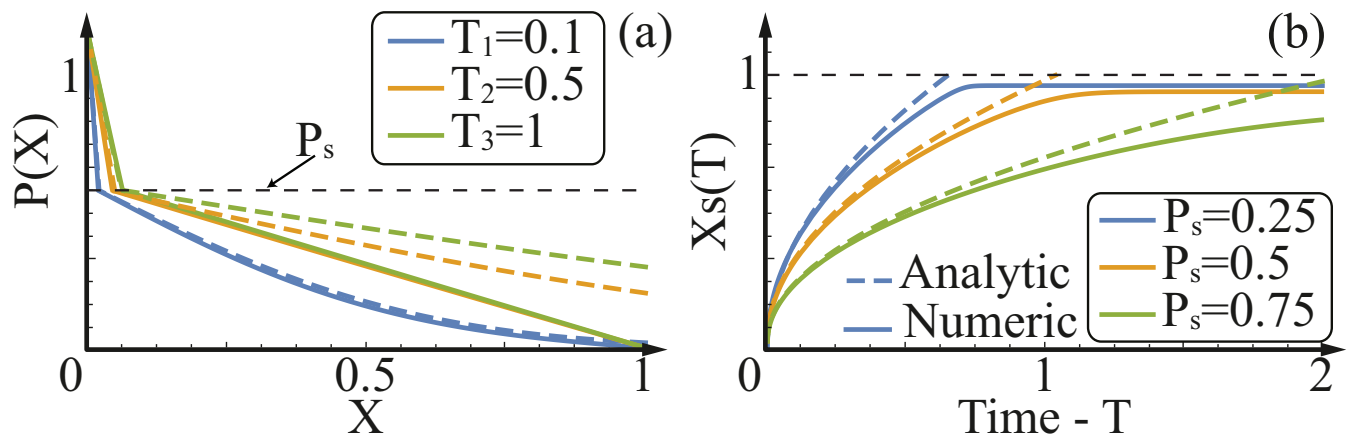 (a)
T₁=0.1
T₂=0.5
T₃=1
1
P(X)
Pₛ
0
0.5
1
X
(b)
1
Xs(T)
Pₛ=0.25
Pₛ=0.5
Pₛ=0.75
Analytic
Numeric
0
1
2
Time - T